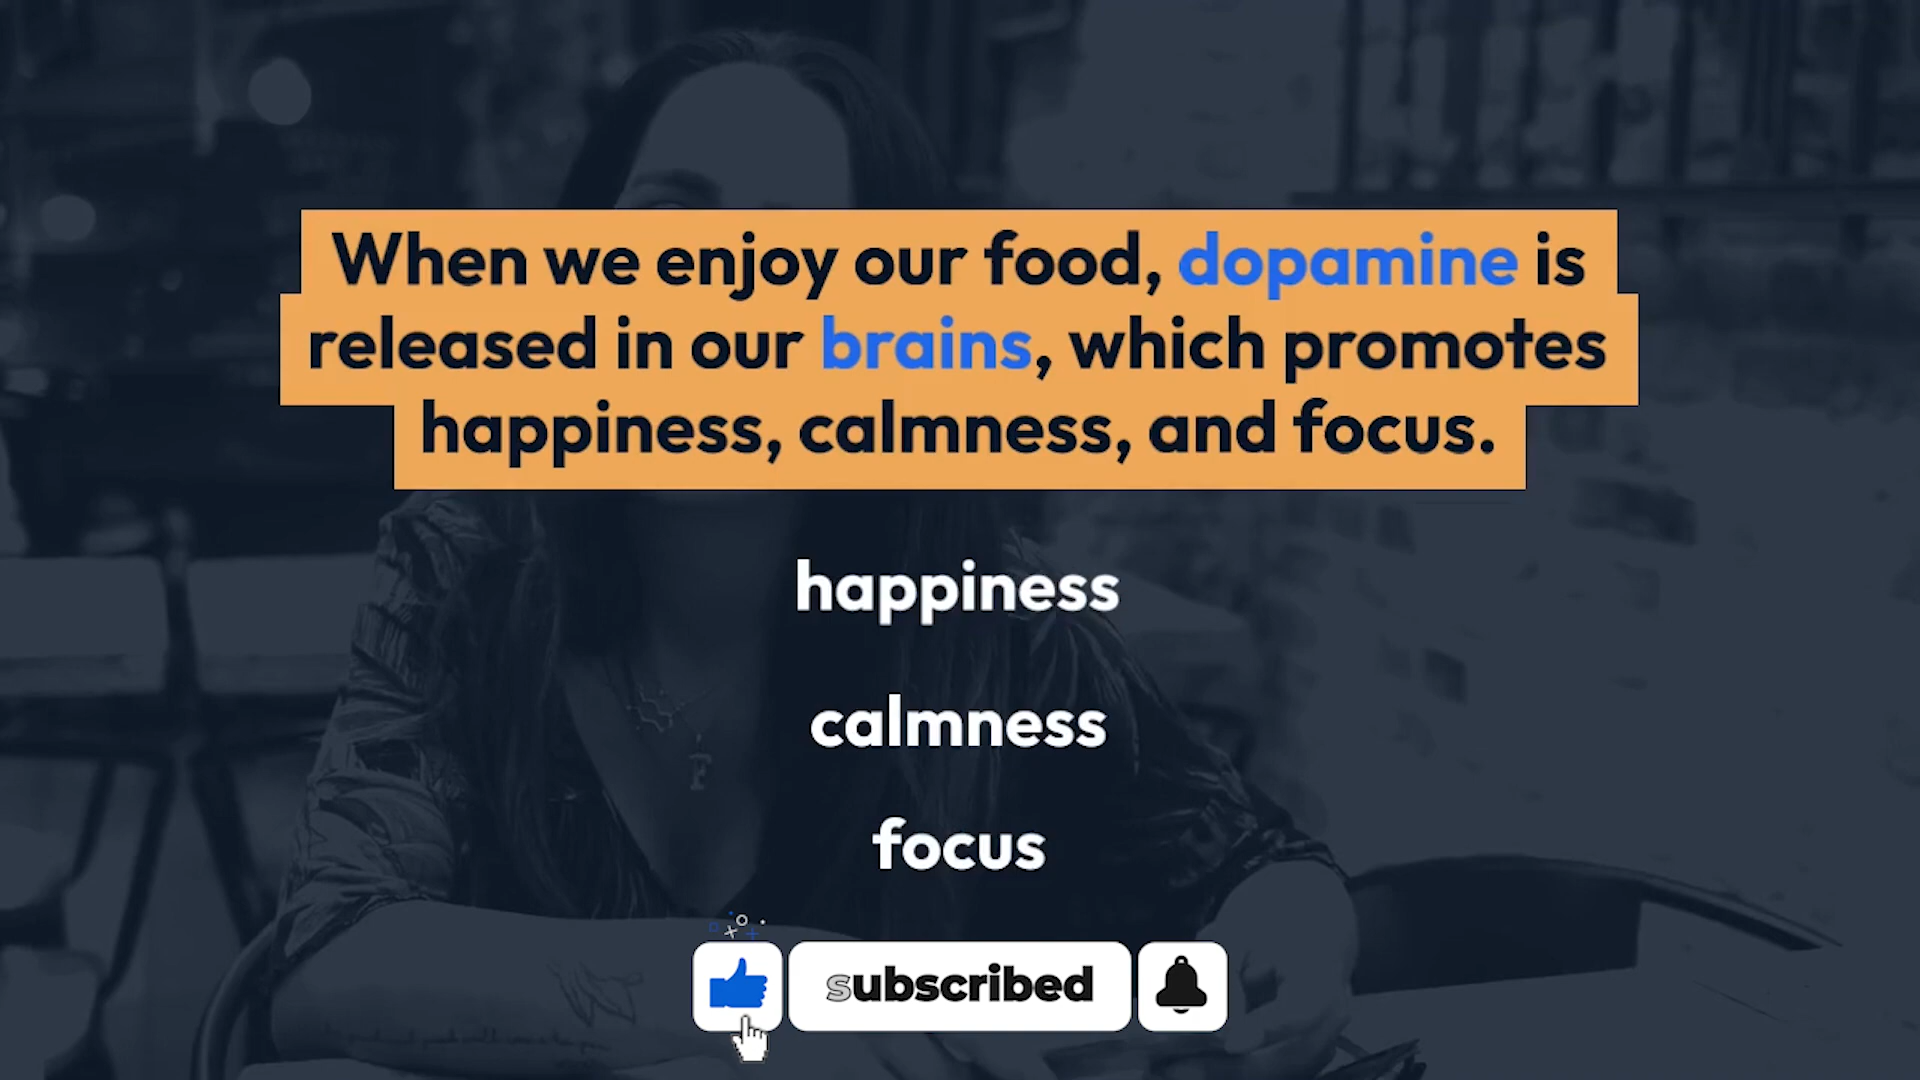 When we enjoy our food, dopamine is
released in our brains, which promotes
happiness, calmness, and focus.
happiness
calmness
F
focus
subscribed